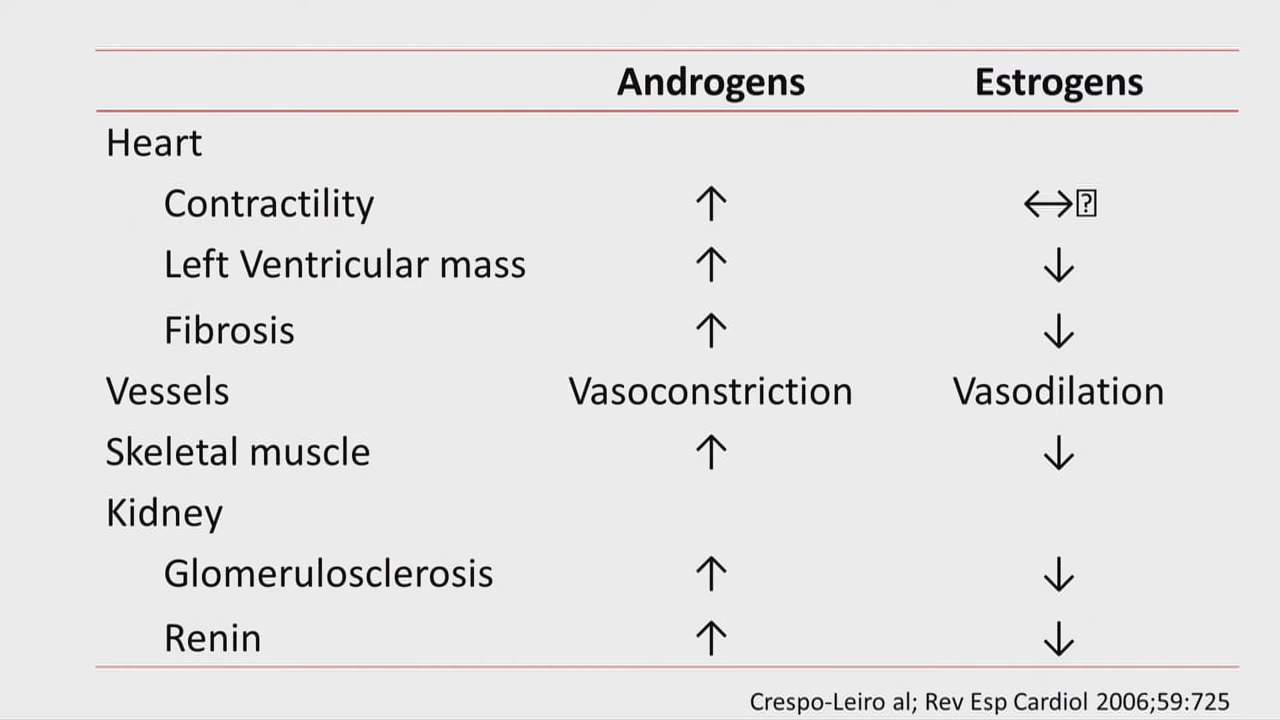 Androgens Estrogens
Heart
Contractility ↑ ↔⍰
Left Ventricular mass ↑ ↓
Fibrosis ↑ ↓
Vessels Vasoconstriction Vasodilation
Skeletal muscle ↑ ↓
Kidney
Glomerulosclerosis ↑ ↓
Renin ↑ ↓
Crespo-Leiro al; Rev Esp Cardiol 2006;59:725